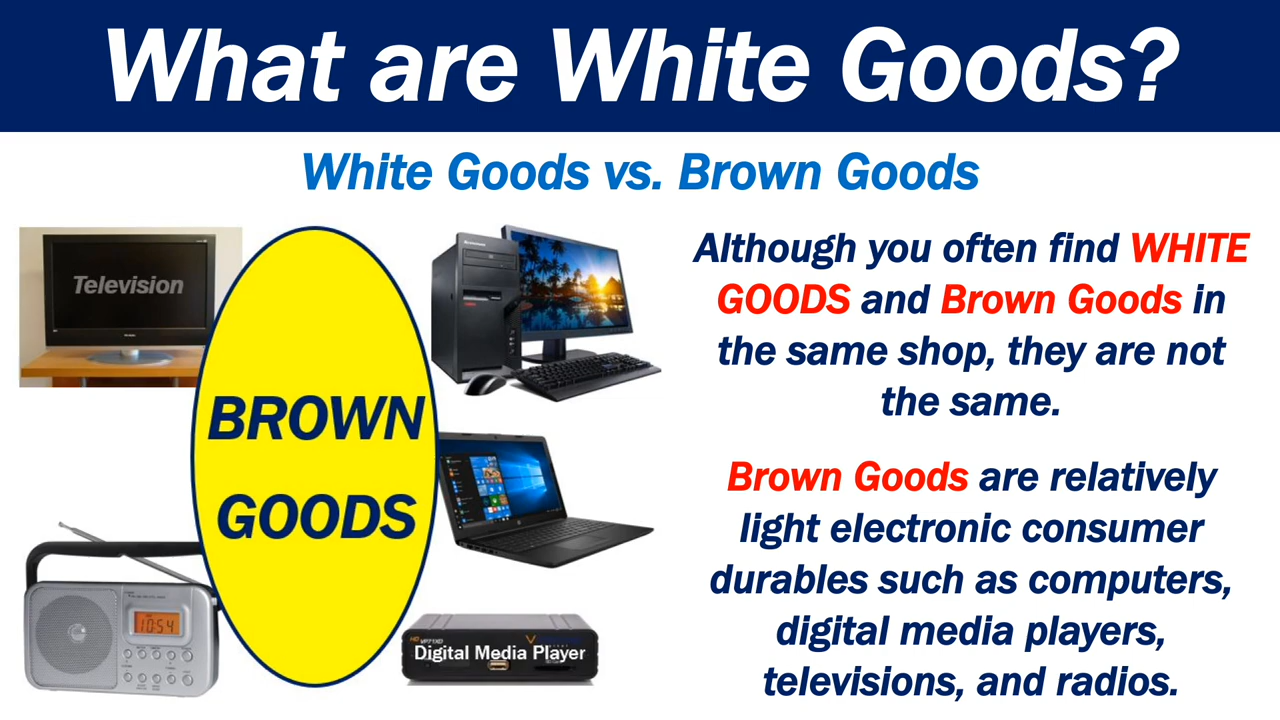 What are White Goods?
White Goods vs. Brown Goods
Television
BROWN
GOODS
Although you often find WHITE
GOODS and Brown Goods in
the same shop, they are not
the same.
Brown Goods are relatively
light electronic consumer
durables such as computers,
digital media players,
televisions, and radios.
10:54
HD VP71XD
Digital Media Player